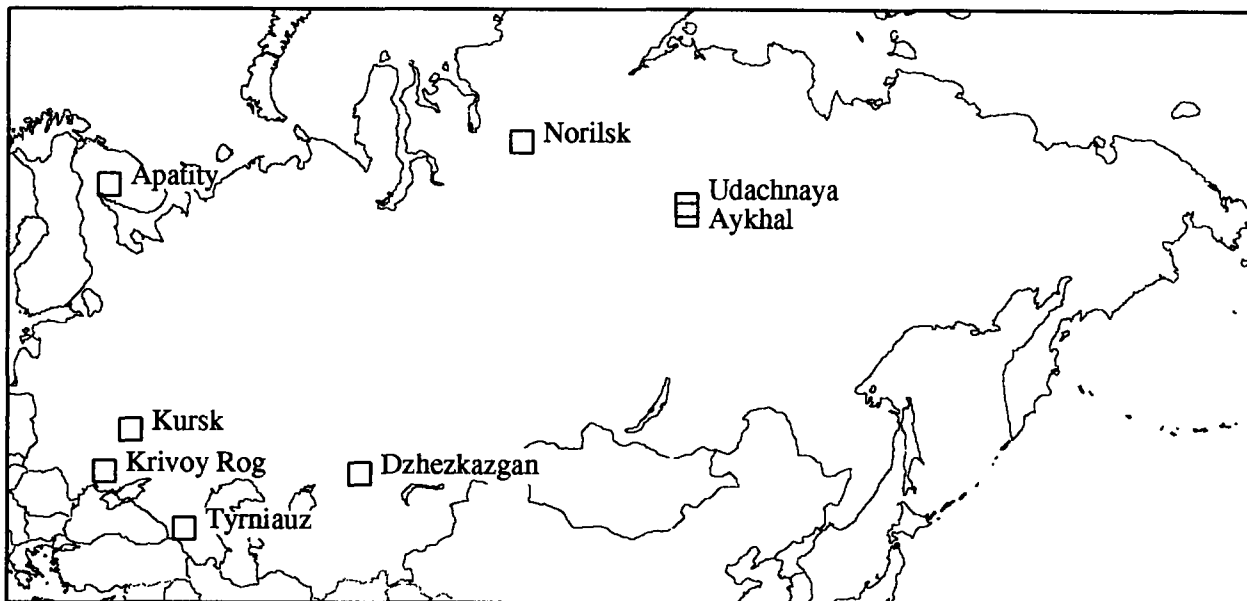 Norilsk
Apatity
Udachnaya
Aykhal
Kursk
Krivoy Rog
Dzhezkazgan
Tyrniauz